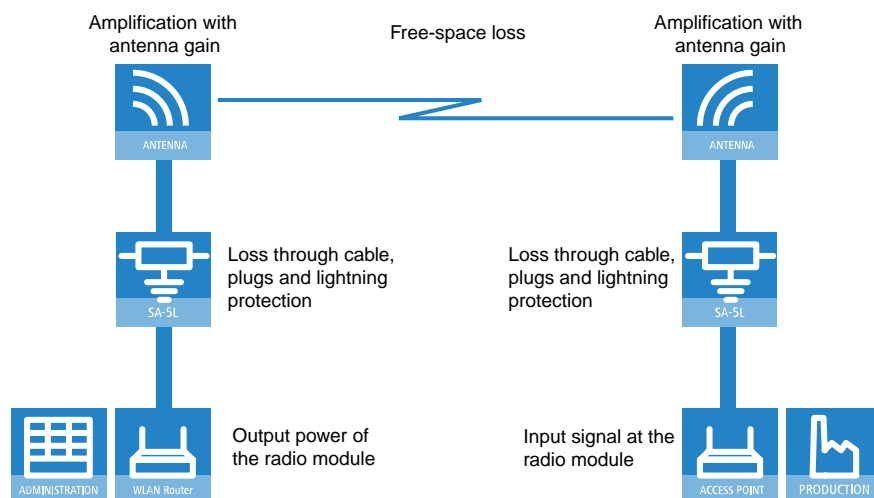 Amplification with
antenna gain
Free-space loss
Amplification with
antenna gain
ANTENNA
ANTENNA
Loss through cable,
plugs and lightning
protection
Loss through cable,
plugs and lightning
protection
SA-5L
SA-5L
Output power of
the radio module
Input signal at the
radio module
ADMINISTRATION
WLAN Router
ACCESS POINT
PRODUCTION